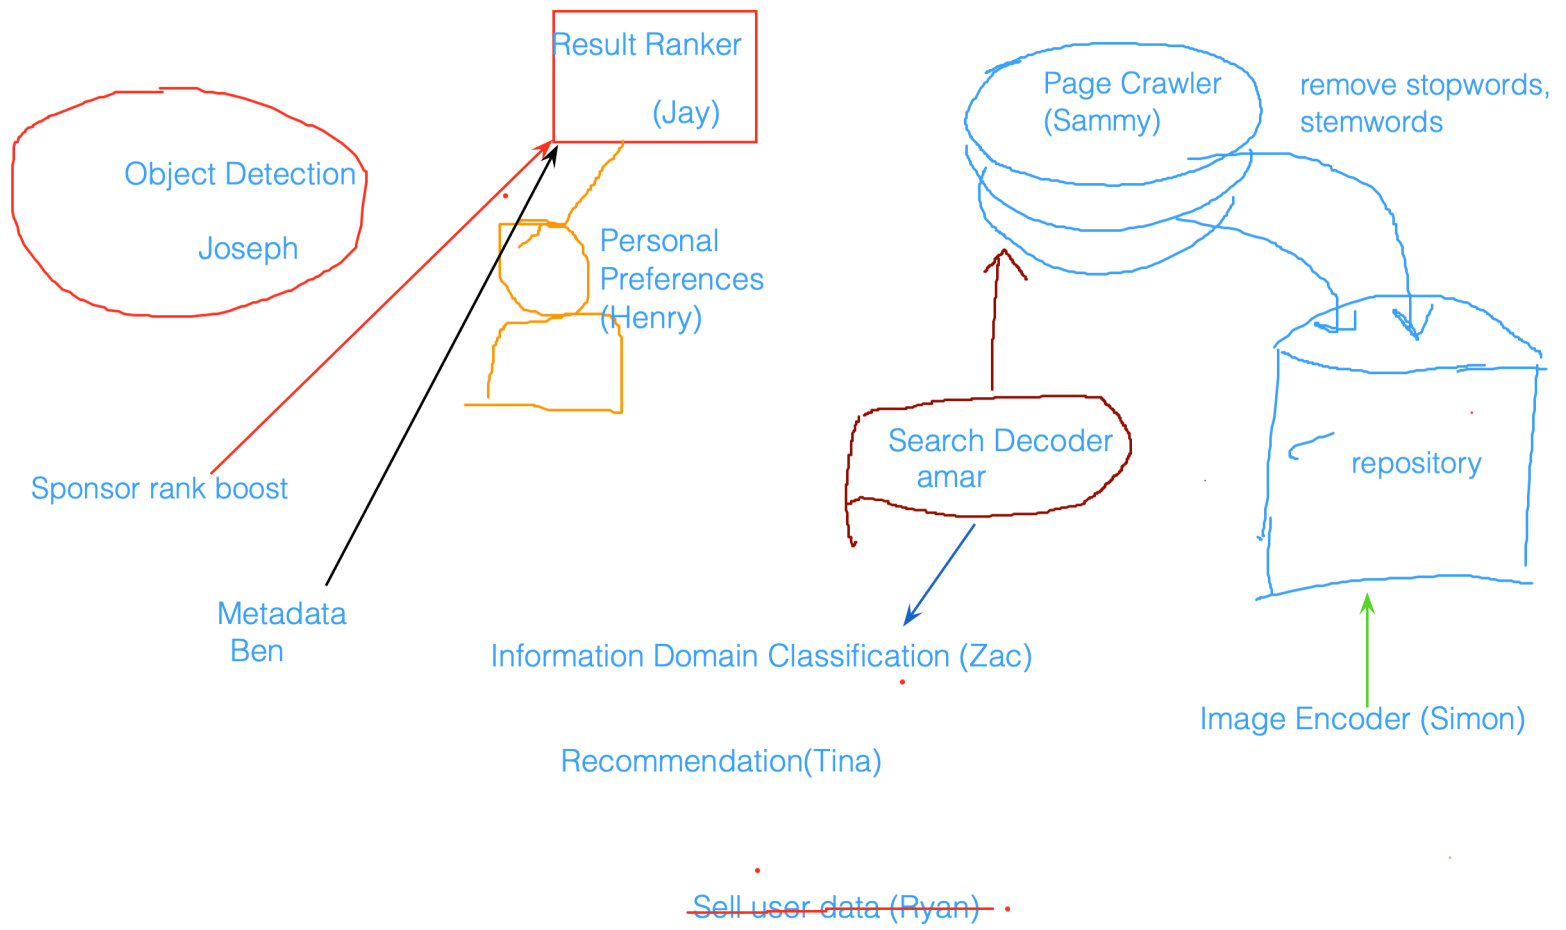 Result Ranker
(Jay)
Page Crawler
(Sammy)
remove stopwords,
stemwords
Object Detection
Joseph
Personal
Preferences
(Henry)
Search Decoder
amar
repository
Sponsor rank boost
Metadata
Ben
Information Domain Classification (Zac)
Image Encoder (Simon)
Recommendation(Tina)
Sell user data (Ryan)